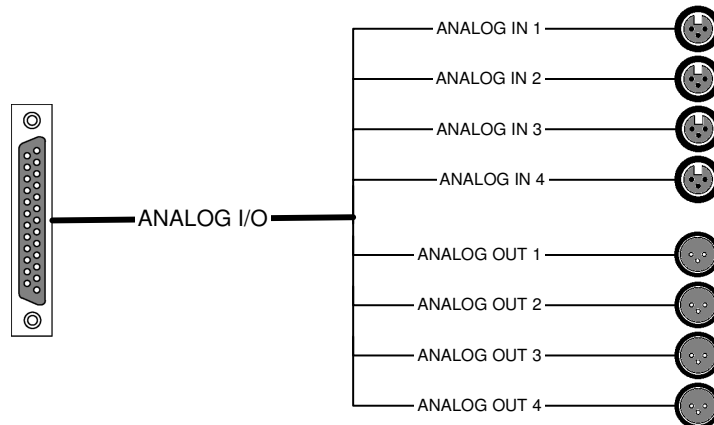 ANALOG IN 1
ANALOG IN 2
ANALOG IN 3
ANALOG IN 4
ANALOG I/O
ANALOG OUT 1
ANALOG OUT 2
ANALOG OUT 3
ANALOG OUT 4